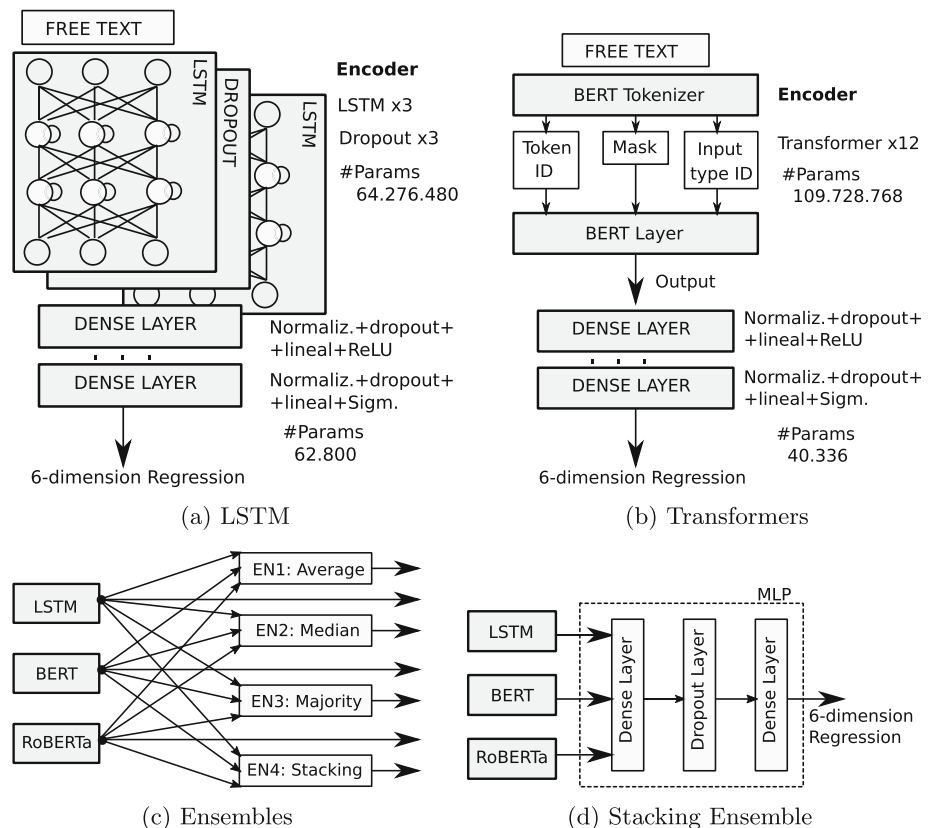 FREE TEXT
LSTM
DROPOUT
LSTM
Encoder
LSTM x3
Dropout x3
#Params
64.276.480
DENSE LAYER
Normaliz.+dropout+
+lineal+ReLU
. . .
DENSE LAYER
Normaliz.+dropout+
+lineal+Sigm.
#Params
62.800
6-dimension Regression
(a) LSTM
FREE TEXT
BERT Tokenizer
Encoder
Token
ID
Mask
Input
type ID
Transformer x12
#Params
109.728.768
BERT Layer
Output
DENSE LAYER
Normaliz.+dropout+
+lineal+ReLU
. . .
DENSE LAYER
Normaliz.+dropout+
+lineal+Sigm.
#Params
40.336
6-dimension Regression
(b) Transformers
LSTM
BERT
RoBERTa
EN1: Average
EN2: Median
EN3: Majority
EN4: Stacking
(c) Ensembles
MLP
LSTM
BERT
RoBERTa
Dense Layer
Dropout Layer
Dense Layer
6-dimension
Regression
(d) Stacking Ensemble